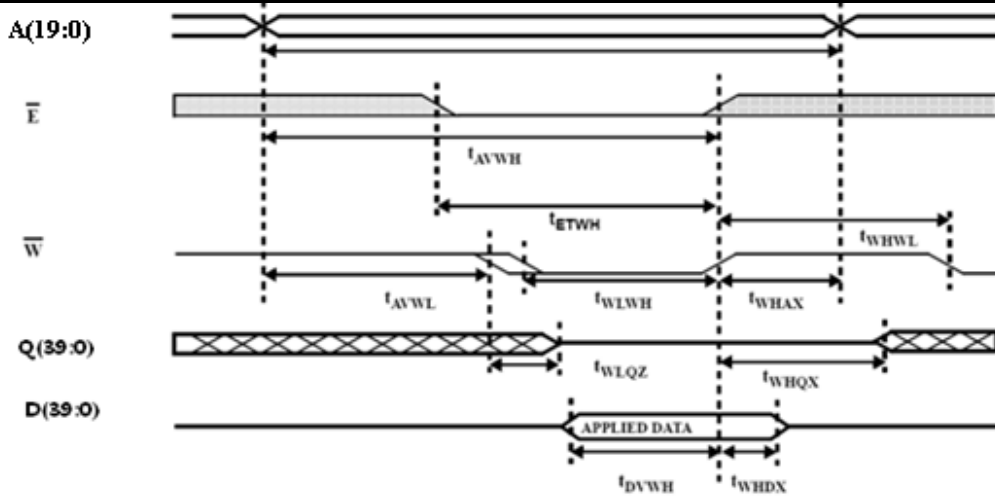 A(19:0)
E
tAVWH
tETWH
W
tWHWL
tAVWL
tWLWH
tWHAX
Q(39:0)
tWLQZ
tWHQX
D(39:0)
APPLIED DATA
tDVWH
tWHDX